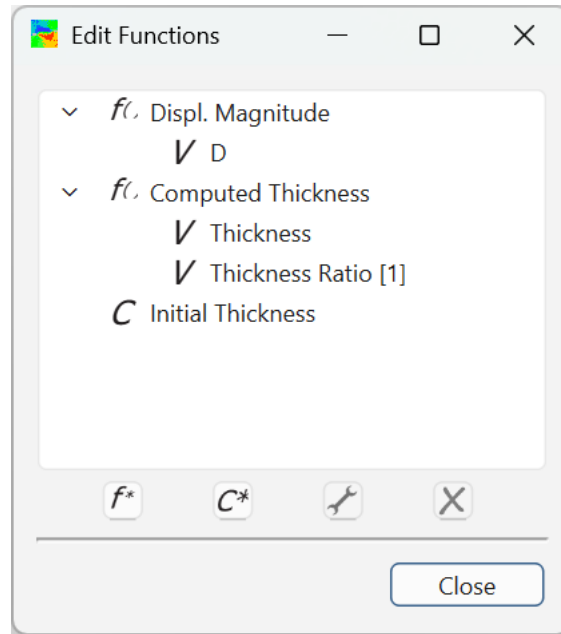 Edit Functions
f(, Displ. Magnitude
V D
f(, Computed Thickness
V Thickness
V Thickness Ratio [1]
C Initial Thickness
f* C*
Close